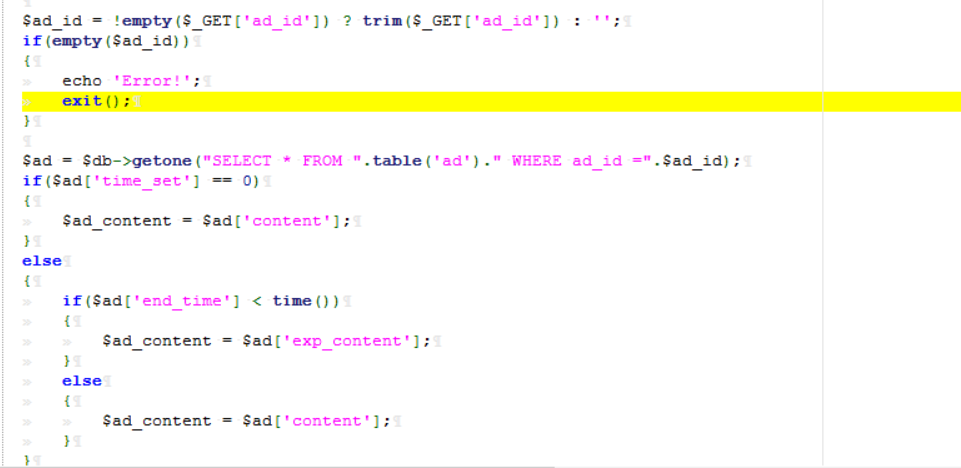 $ad_id = !empty($_GET['ad_id']) ? trim($_GET['ad_id']) : '';
if(empty($ad_id))
{
    echo 'Error!';
    exit();
}

$ad = $db->getone("SELECT * FROM ".table('ad')." WHERE ad_id =".$ad_id);
if($ad['time_set'] == 0)
{
    $ad_content = $ad['content'];
}
else
{
    if($ad['end_time'] < time())
    {
        $ad_content = $ad['exp_content'];
    }
    else
    {
        $ad_content = $ad['content'];
    }
}